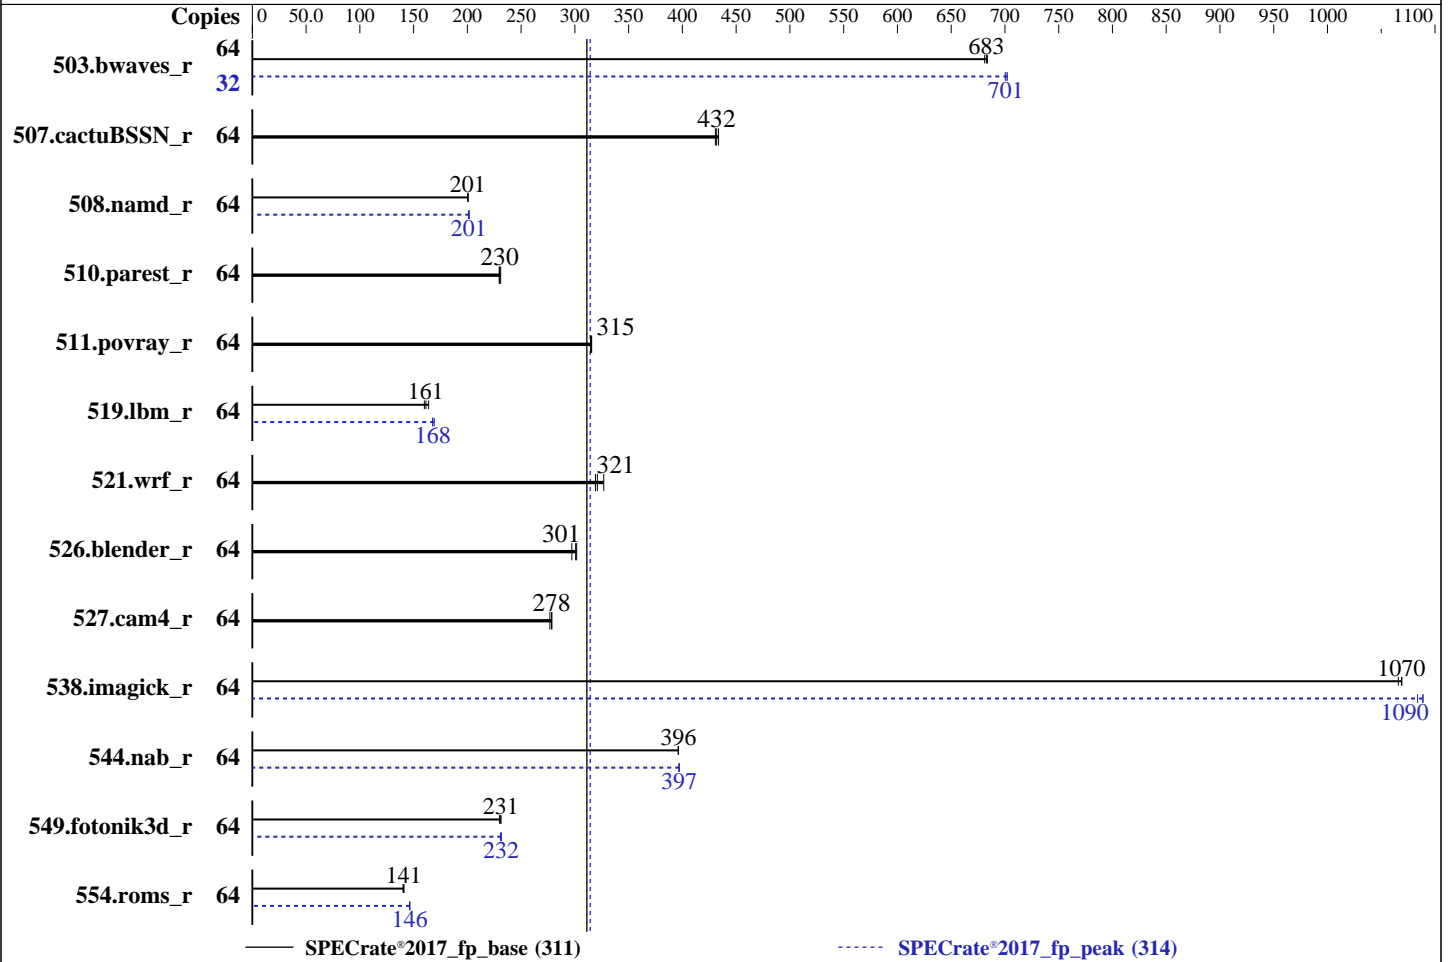 Copies 0 50.0 100 150 200 250 300 350 400 450 500 550 600 650 700 750 800 850 900 950 1000 1100
503.bwaves_r 64 683
32 701
507.cactuBSSN_r 64 432
508.namd_r 64 201
201
510.parest_r 64 230
511.povray_r 64 315
519.lbm_r 64 161
168
521.wrf_r 64 321
526.blender_r 64 301
527.cam4_r 64 278
538.imagick_r 64 1070
1090
544.nab_r 64 396
397
549.fotonik3d_r 64 231
232
554.roms_r 64 141
146
SPECrate®2017_fp_base (311) SPECrate®2017_fp_peak (314)